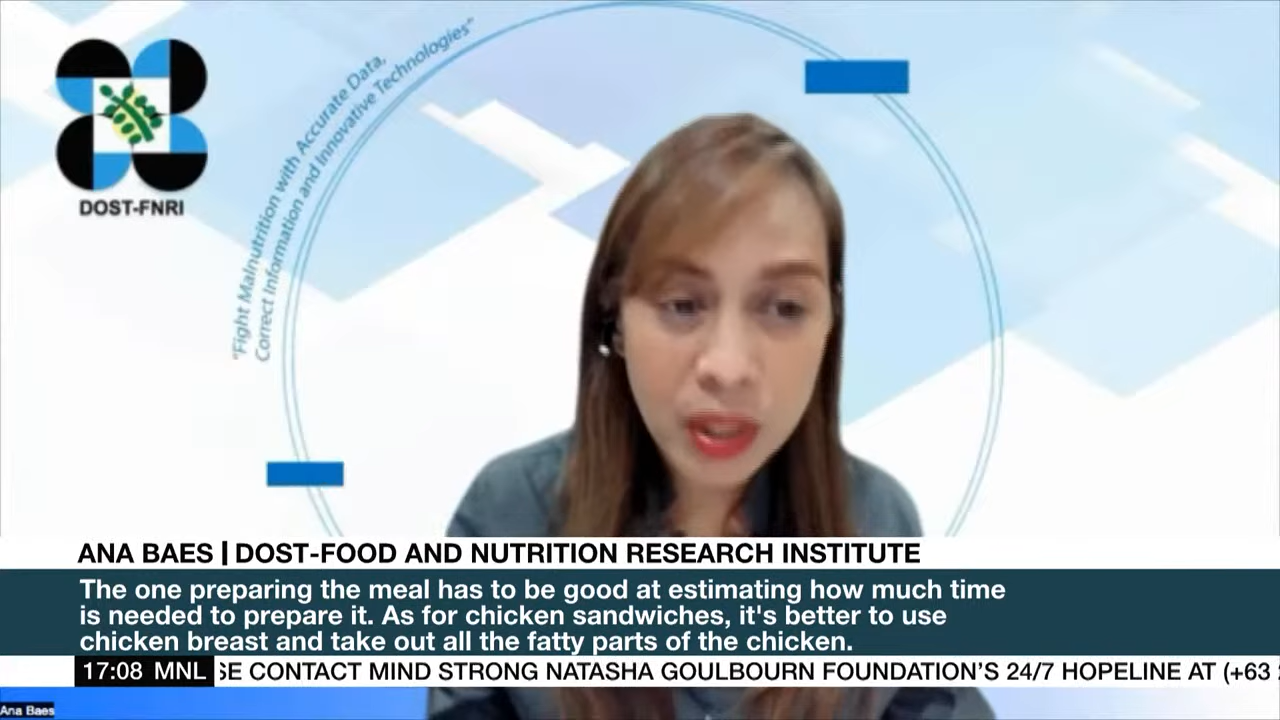 "Fight Malnutrition with Accurate Data,
Correct Information and Innovative Technologies"
DOST-FNRI
ANA BAES | DOST-FOOD AND NUTRITION RESEARCH INSTITUTE
The one preparing the meal has to be good at estimating how much time
is needed to prepare it. As for chicken sandwiches, it's better to use
chicken breast and take out all the fatty parts of the chicken.
17:08 MNL
CONTACT MIND STRONG NATASHA GOULBOURN FOUNDATION'S 24/7 HOPELINE AT (+63
Ana Baes